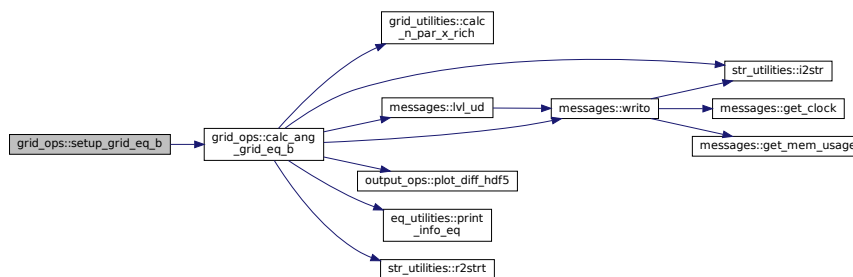 grid_utilities::calc
_n_par_x_rich
str_utilities::i2str
messages::lvl_ud
messages::writo
messages::get_clock
grid_ops::setup_grid_eq_b
grid_ops::calc_ang
_grid_eq_b
messages::get_mem_usage
output_ops::plot_diff_hdf5
eq_utilities::print
_info_eq
str_utilities::r2strt